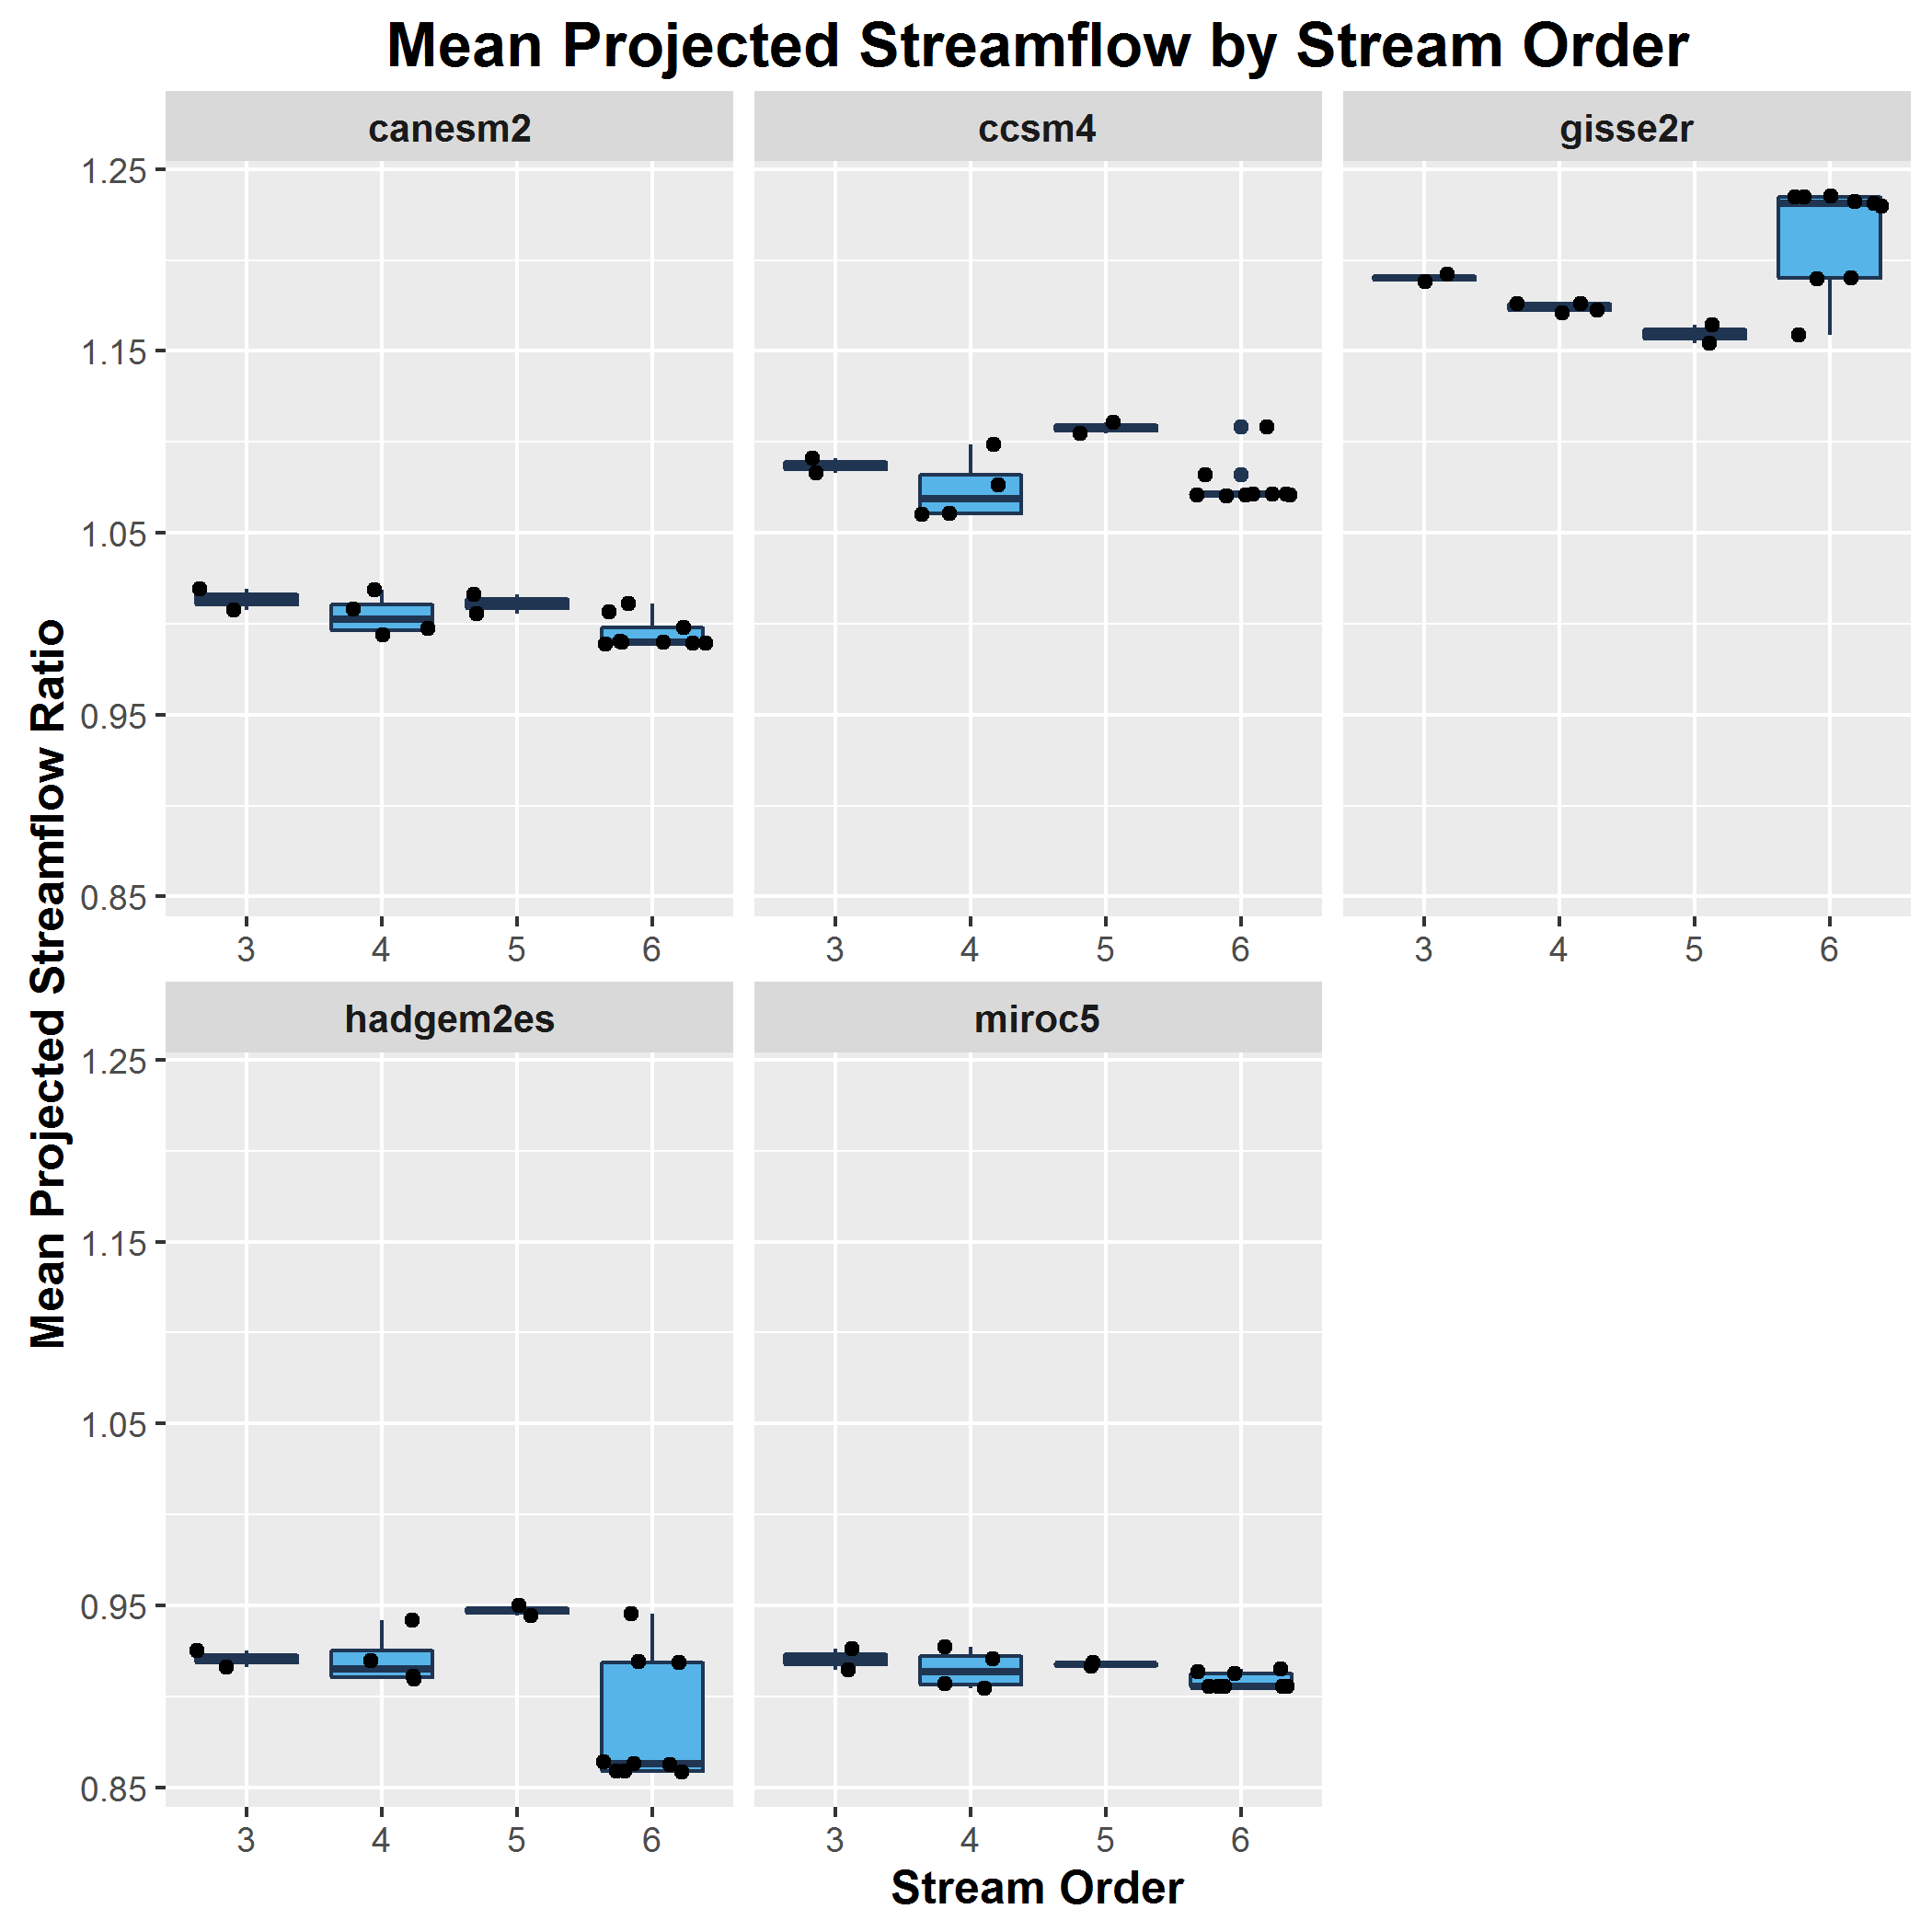 Mean Projected Streamflow by Stream Order
canesm2
ccsm4
gisse2r
1.25
1.15
1.05
0.95
0.85
3 4 5 6
3 4 5 6
3 4 5 6
Mean Projected Streamflow Ratio
hadgem2es
miroc5
1.25
1.15
1.05
0.95
0.85
3 4 5 6
3 4 5 6
Stream Order